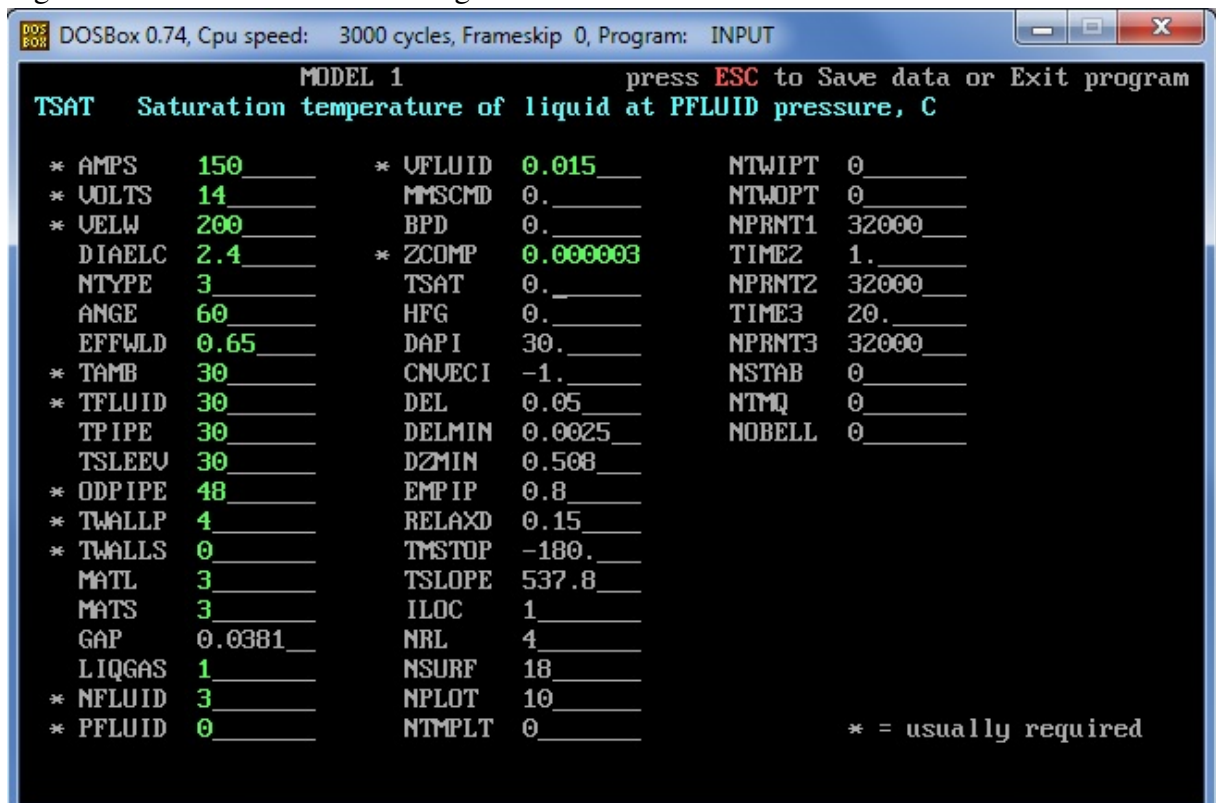 DOSBox 0.74, Cpu speed: 3000 cycles, Frameskip 0, Program: INPUT
MODEL 1 press ESC to Save data or Exit program
TSAT Saturation temperature of liquid at PFLUID pressure, C
* AMPS 150 * VFLUID 0.015 NTWIPT 0
* VOLTS 14 MMSCMD 0. NTWOPT 0
* VELW 200 BPD 0. NPRNT1 32000
DIAELC 2.4 * ZCOMP 0.000003 TIME2 1.
NTYPE 3 TSAT 0. NPRNT2 32000
ANGE 60 HFG 0. TIME3 20.
EFFWLD 0.65 DAPI 30. NPRNT3 32000
* TAMB 30 CNVECI -1. NSTAB 0
* TFLUID 30 DEL 0.05 NTMQ 0
TPIPE 30 DELMIN 0.0025 NOBELL 0
TSLEEV 30 DZMIN 0.508
* ODPIPE 48 EMPIP 0.8
* TWALLP 4 RELAXD 0.15
* TWALLS 0 TMSTOP -180.
MATL 3 TSLOPE 537.8
MATS 3 ILOC 1
GAP 0.0381 NRL 4
LIQGAS 1 NSURF 18
* NFLUID 3 NPLOT 10
* PFLUID 0 NTMPLT 0 * = usually required